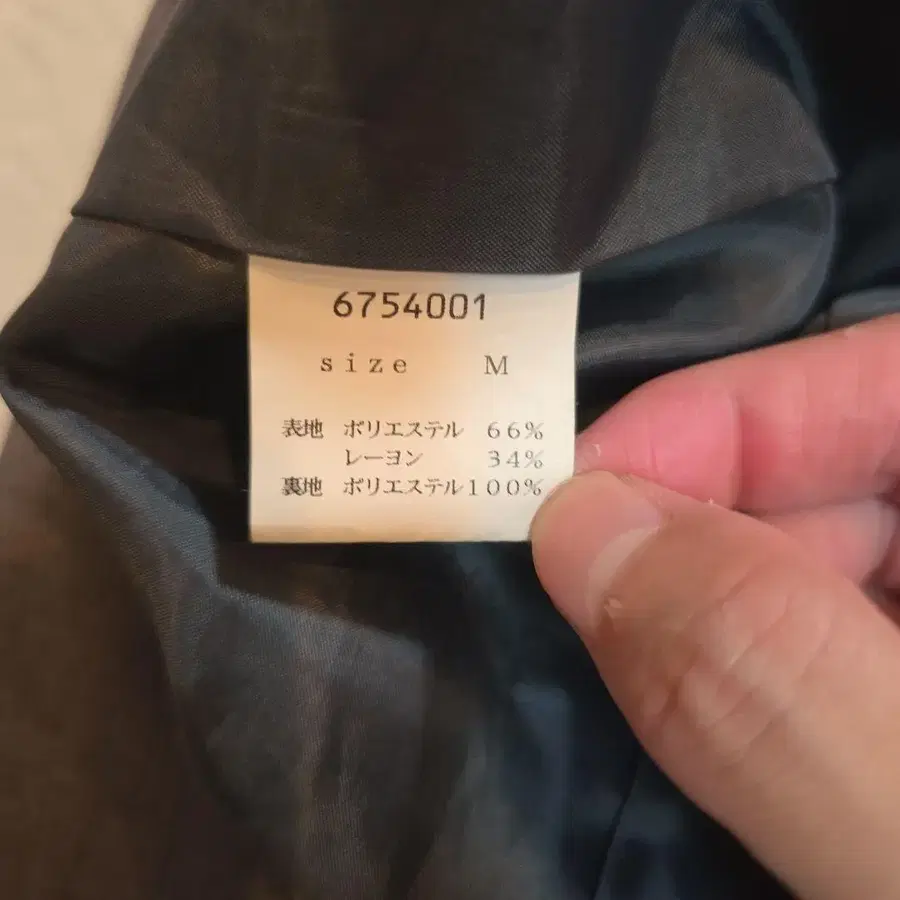 6754001
size M
表地 ポリエステル 66%
レーヨン 34%
裏地 ポリエステル100%